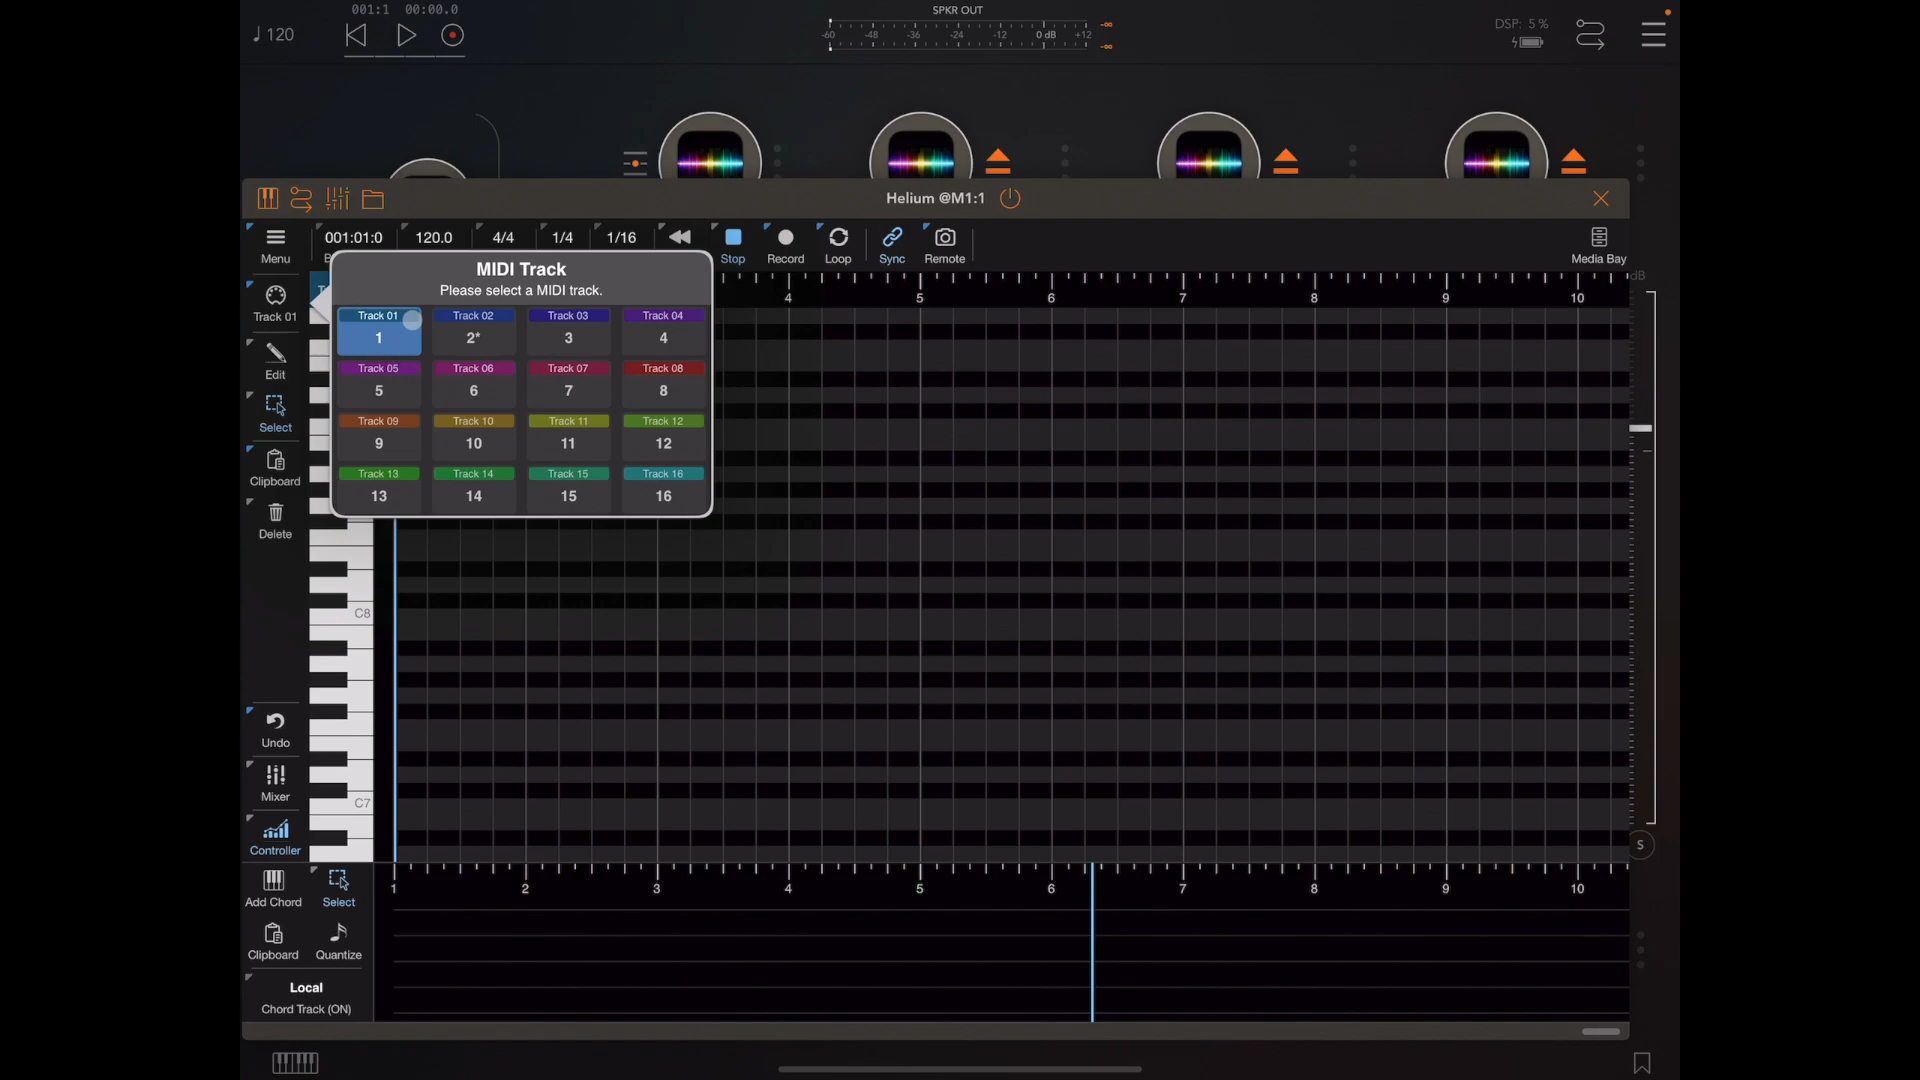 001:1 00:00.0
♩120
SPKR OUT
-60 -48 -36 -24 -12 0 dB +12
-∞
-∞
DSP: 5 %
Helium @M1:1
001:01:0 120.0 4/4 1/4 1/16
Menu
Stop Record Loop Sync Remote Media Bay
dB
MIDI Track
Please select a MIDI track.
Track 01 Track 02 Track 03 Track 04
1 2* 3 4
Track 05 Track 06 Track 07 Track 08
5 6 7 8
Track 09 Track 10 Track 11 Track 12
9 10 11 12
Track 13 Track 14 Track 15 Track 16
13 14 15 16
4 5 6 7 8 9 10
Track 01
Edit
Select
Clipboard
Delete
C8
Undo
Mixer
C7
Controller
S
1 2 3 4 5 6 7 8 9 10
Add Chord Select
Clipboard Quantize
Local
Chord Track (ON)